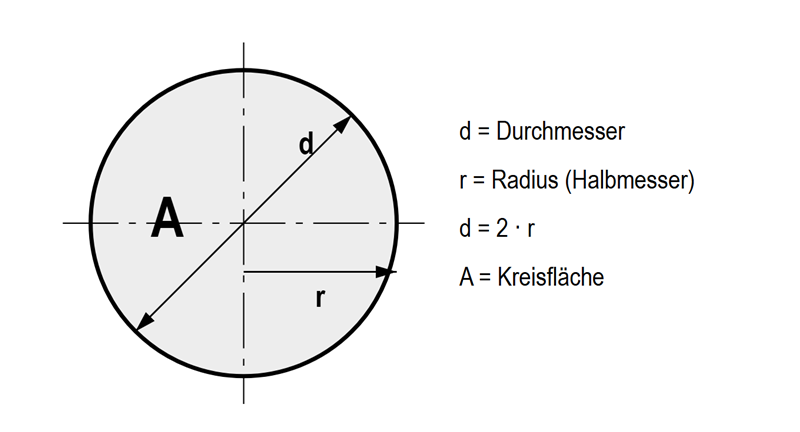 d
A
r
d = Durchmesser
r = Radius (Halbmesser)
d = 2 · r
A = Kreisfläche